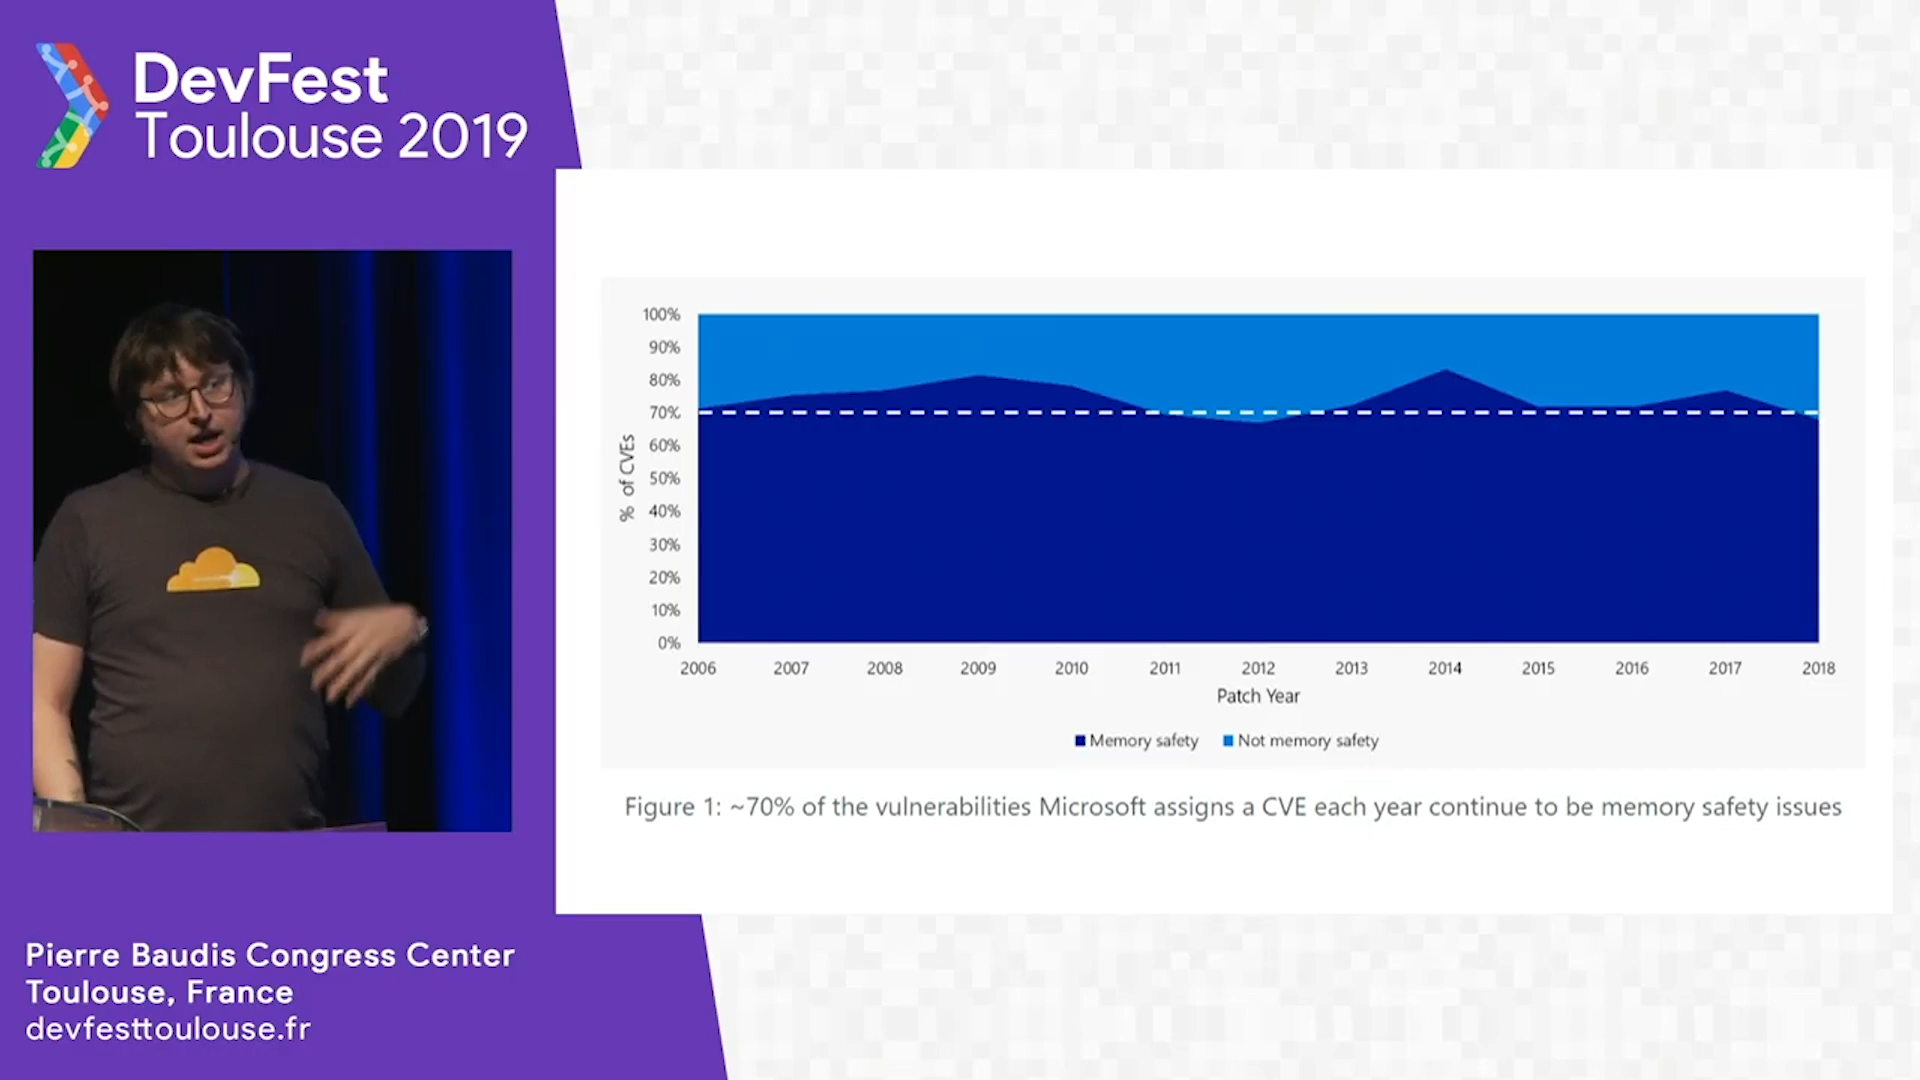 DevFest
Toulouse 2019
100%
90%
80%
70%
60%
50%
40%
30%
20%
10%
0%
% of CVEs
2006 2007 2008 2009 2010 2011 2012 2013 2014 2015 2016 2017 2018
Patch Year
Memory safety Not memory safety
Figure 1: ~70% of the vulnerabilities Microsoft assigns a CVE each year continue to be memory safety issues
Pierre Baudis Congress Center
Toulouse, France
devfesttoulouse.fr